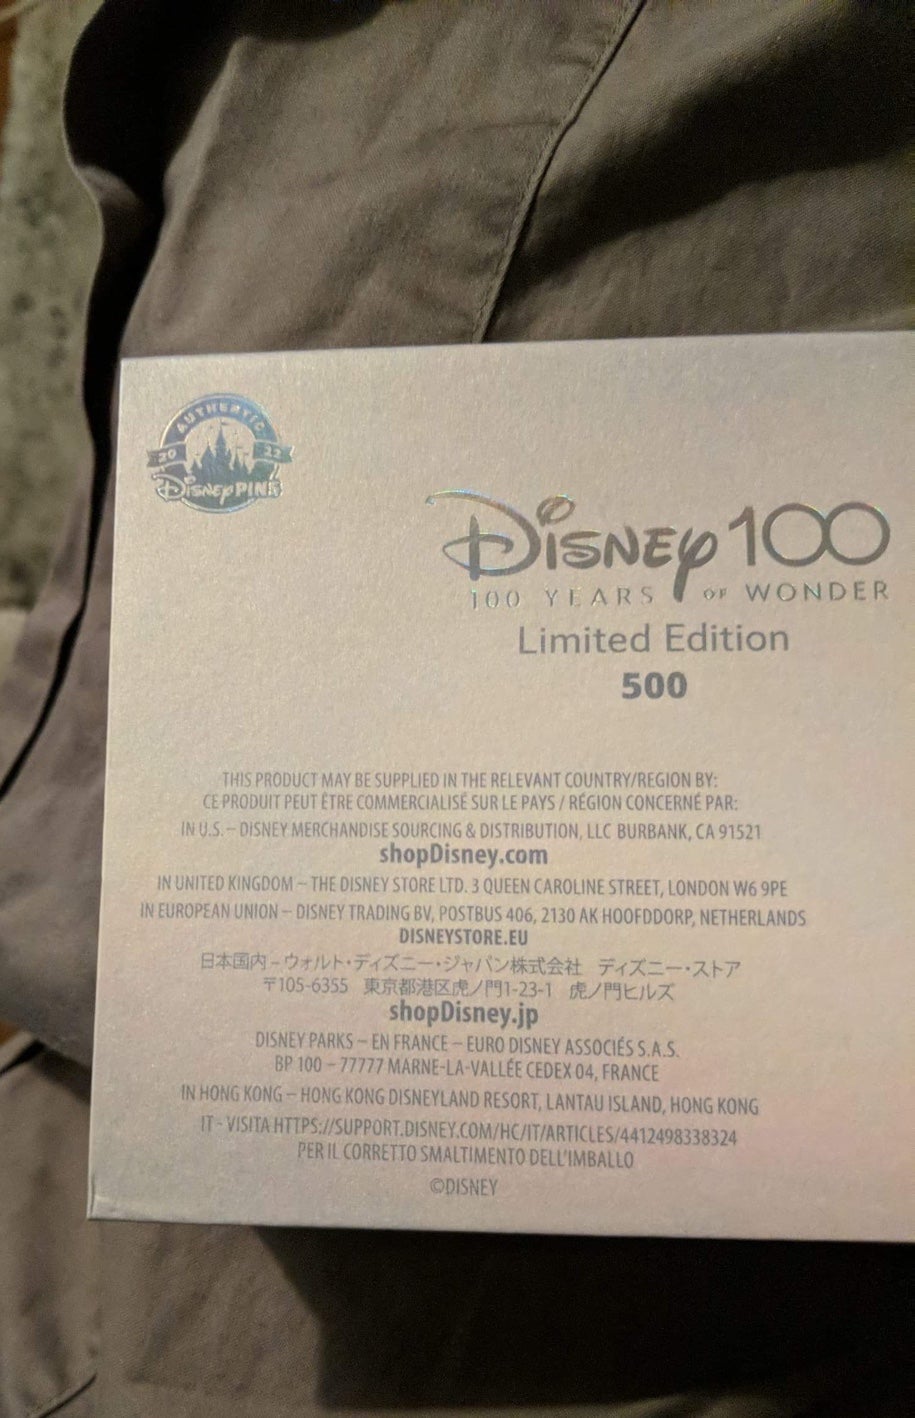 AUTHENTIC
20 22
Disney PINS
Disney 100
100 YEARS OF WONDER
Limited Edition
500
THIS PRODUCT MAY BE SUPPLIED IN THE RELEVANT COUNTRY/REGION BY:
CE PRODUIT PEUT ÊTRE COMMERCIALISÉ SUR LE PAYS / RÉGION CONCERNÉ PAR:
IN U.S. – DISNEY MERCHANDISE SOURCING & DISTRIBUTION, LLC BURBANK, CA 91521
shopDisney.com
IN UNITED KINGDOM – THE DISNEY STORE LTD. 3 QUEEN CAROLINE STREET, LONDON W6 9PE
IN EUROPEAN UNION – DISNEY TRADING BV, POSTBUS 406, 2130 AK HOOFDDORP, NETHERLANDS
DISNEYSTORE.EU
日本国内 – ウォルト・ディズニー・ジャパン株式会社 ディズニー・ストア
〒105-6355 東京都港区虎ノ門1-23-1 虎ノ門ヒルズ
shopDisney.jp
DISNEY PARKS – EN FRANCE – EURO DISNEY ASSOCIÉS S.A.S.
BP 100 – 77777 MARNE-LA-VALLÉE CEDEX 04, FRANCE
IN HONG KONG – HONG KONG DISNEYLAND RESORT, LANTAU ISLAND, HONG KONG
IT - VISITA HTTPS://SUPPORT.DISNEY.COM/HC/IT/ARTICLES/4412498338324
PER IL CORRETTO SMALTIMENTO DELL'IMBALLO
©DISNEY